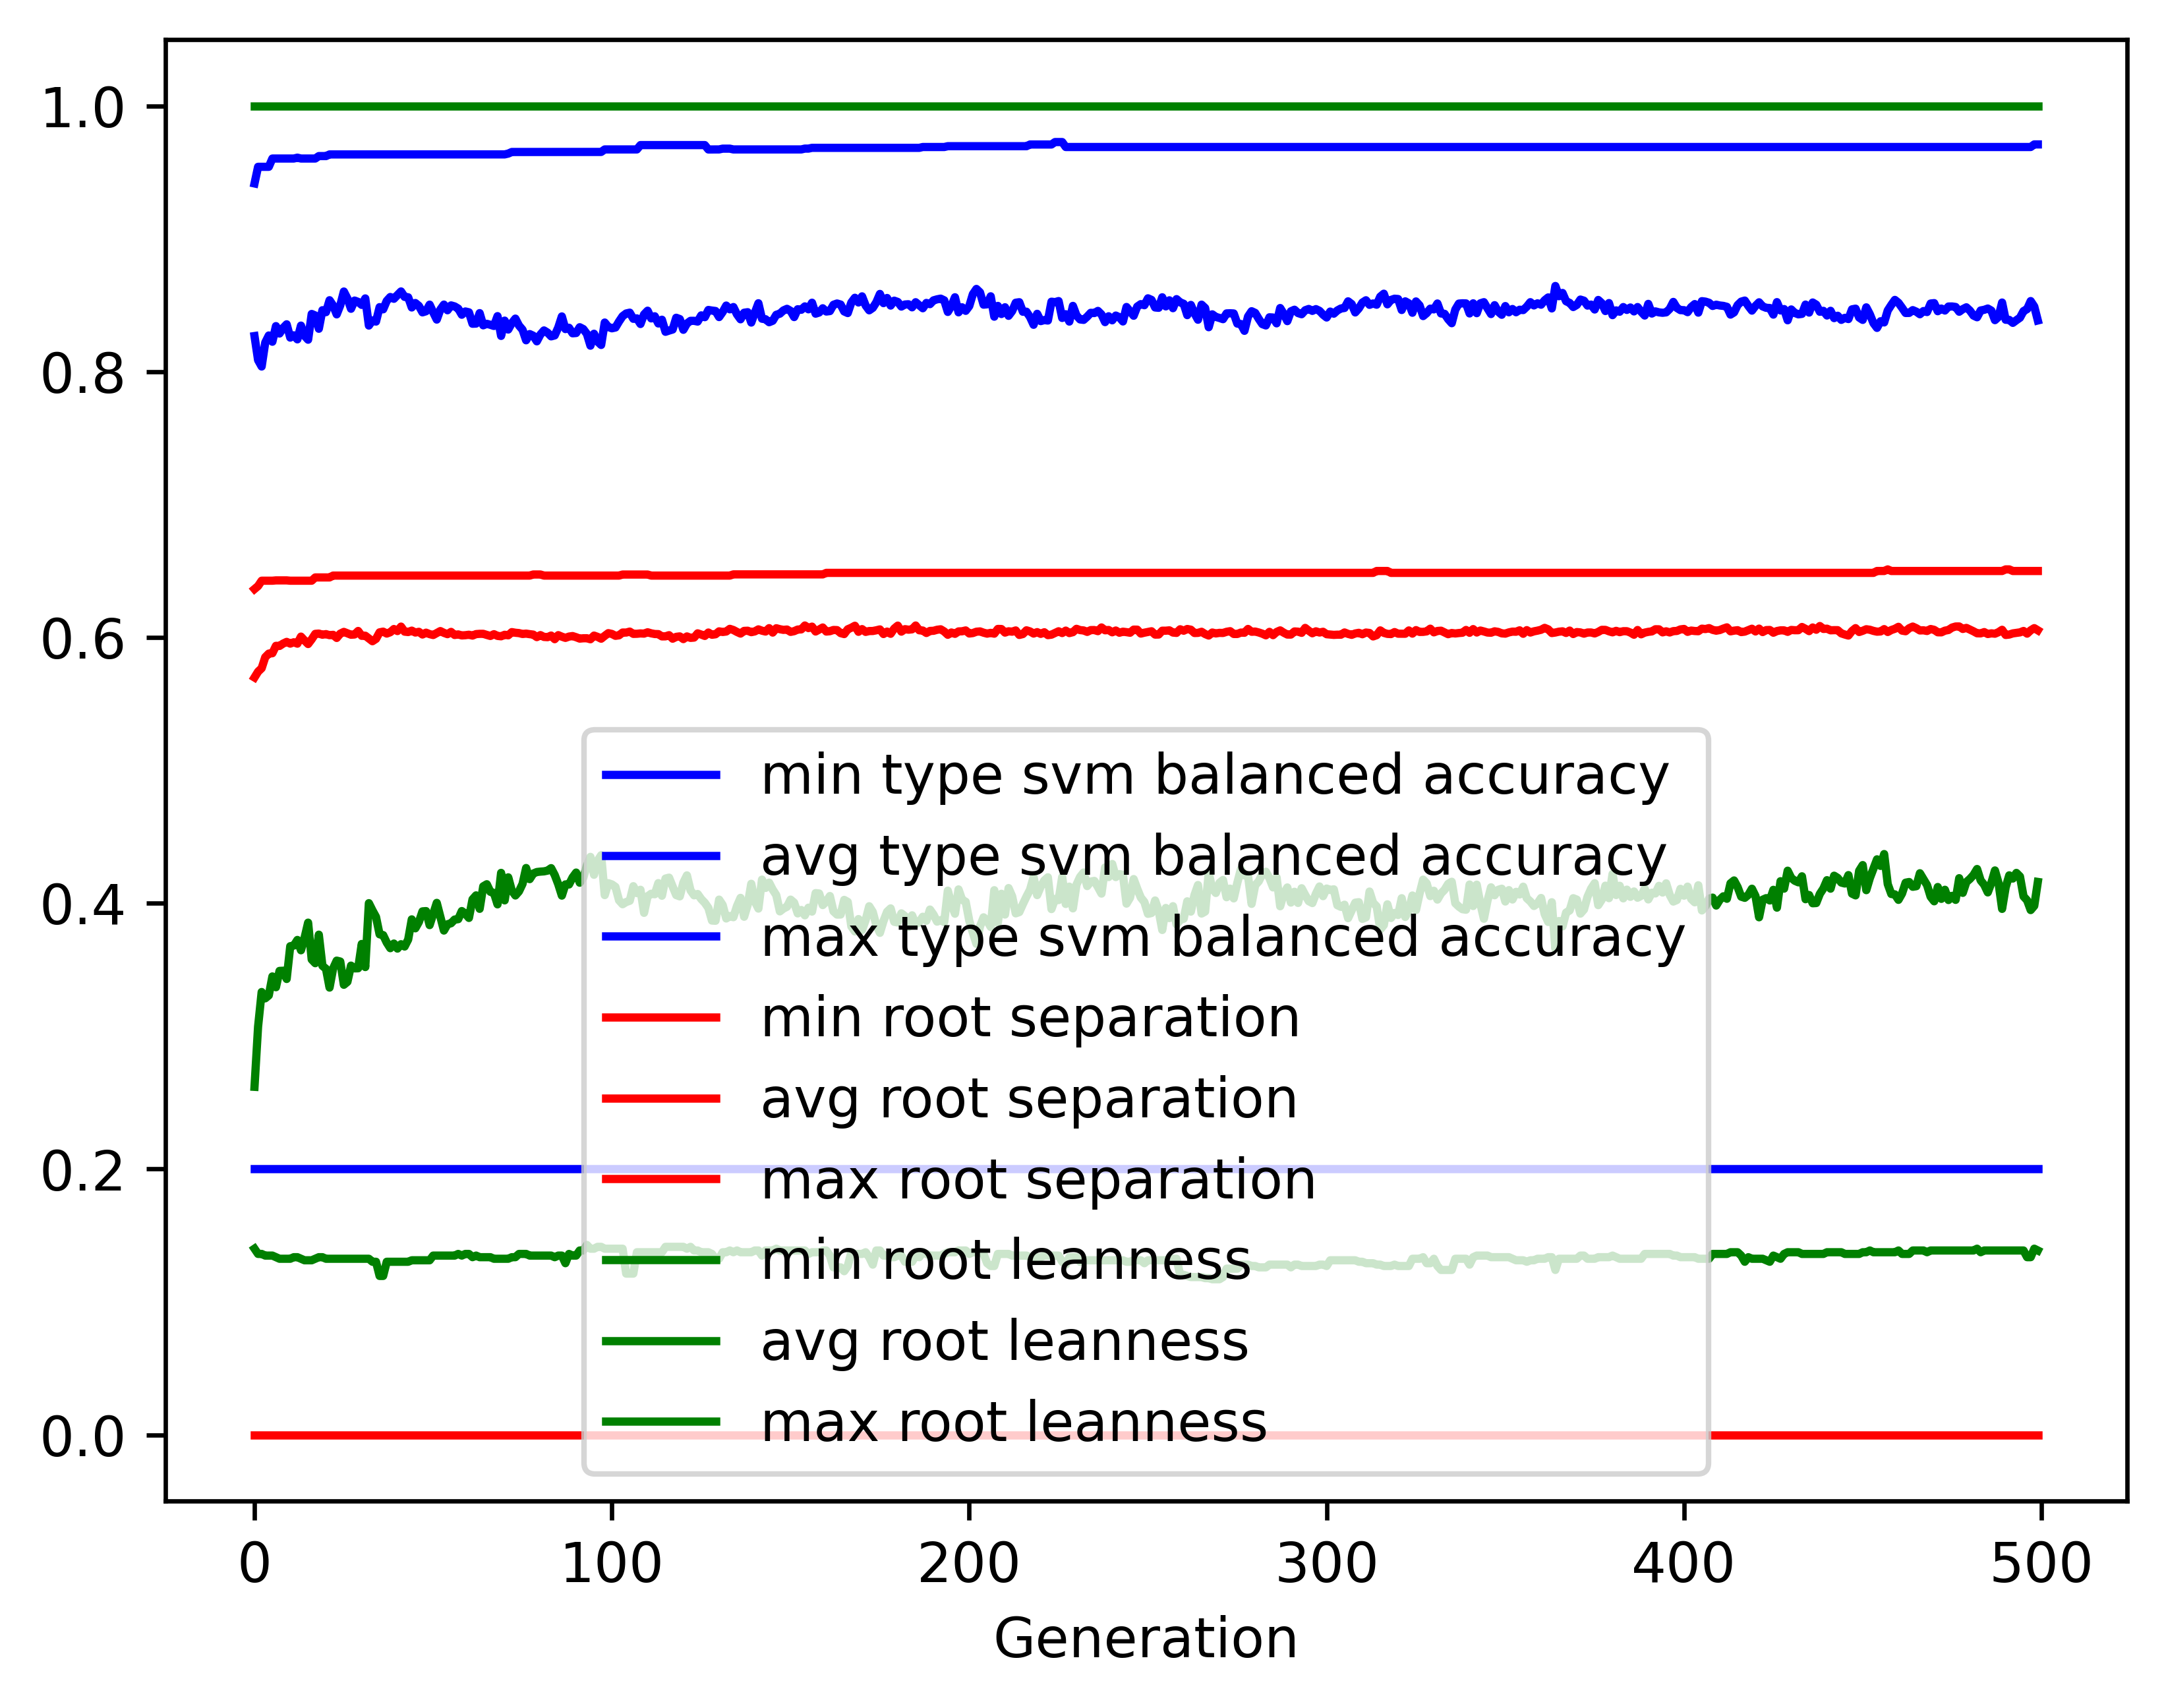 1.0
0.8
0.6
0.4
0.2
0.0
min type svm balanced accuracy
avg type svm balanced accuracy
max type svm balanced accuracy
min root separation
avg root separation
max root separation
min root leanness
avg root leanness
max root leanness
0 100 200 300 400 500
Generation